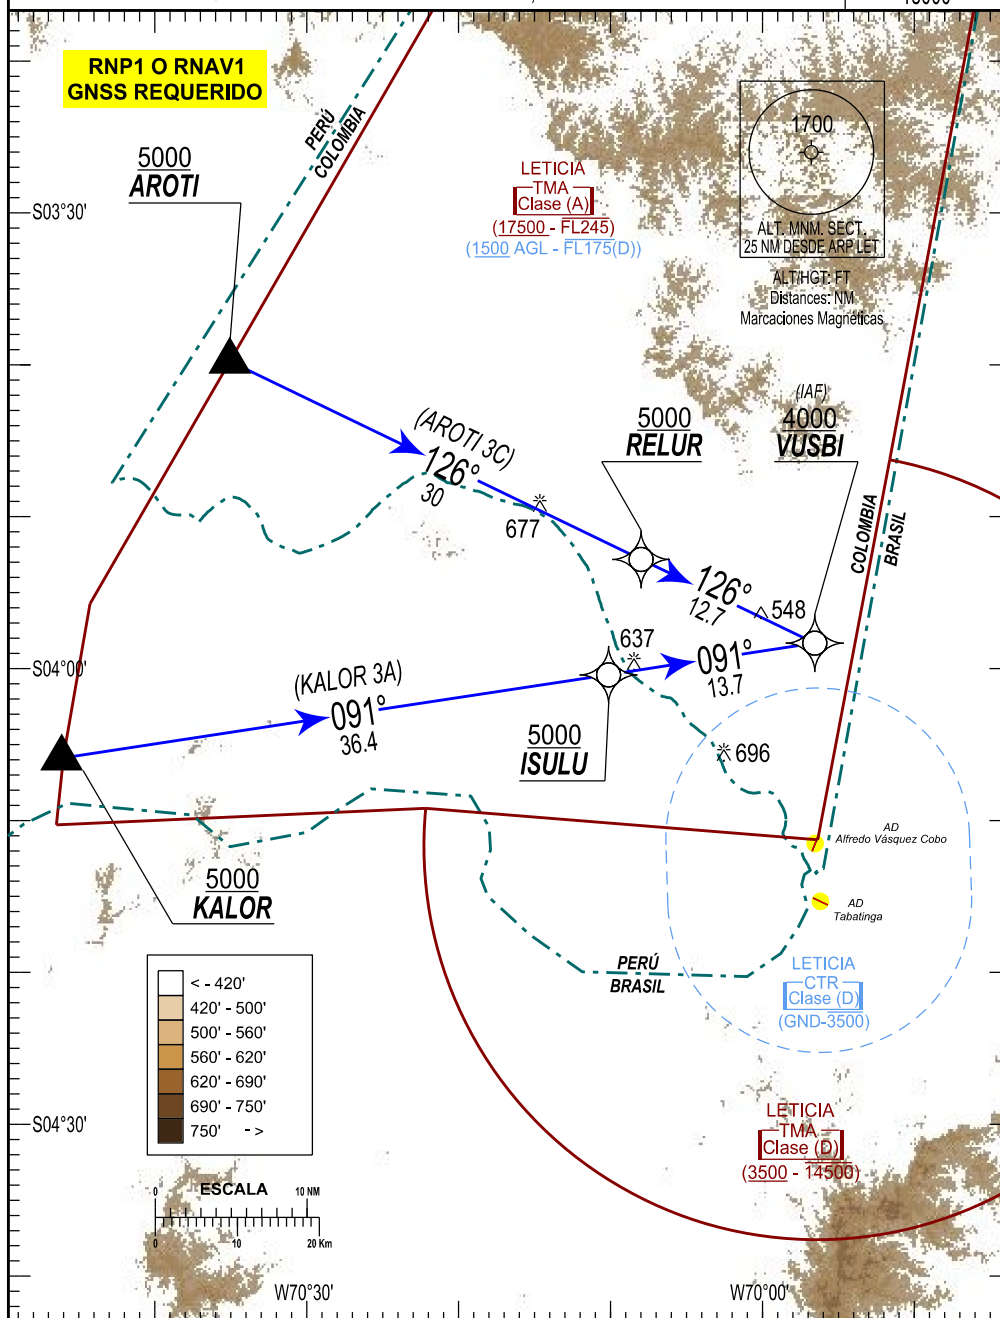 RNP1 O RNAV1
GNSS REQUERIDO
PERÚ
COLOMBIA
5000
AROTI
S03°30'
LETICIA
TMA
Clase (A)
(17500 - FL245)
(1500 AGL - FL175(D))
1700
ALT. MNM. SECT.
25 NM DESDE ARP LET
ALT/HGT: FT
Distances: NM
Marcaciones Magnéticas
(AROTI 3C)
126°
30
677
5000
RELUR
(IAF)
4000
VUSBI
COLOMBIA
BRASIL
126°
12.7
548
637
091°
13.7
S04°00'
(KALOR 3A)
091°
36.4
5000
ISULU
696
AD
Alfredo Vásquez Cobo
AD
Tabatinga
5000
KALOR
PERÚ
BRASIL
LETICIA
CTR
Clase (D)
(GND-3500)
< - 420'
420' - 500'
500' - 560'
560' - 620'
620' - 690'
690' - 750'
750' - >
S04°30'
LETICIA
TMA
Clase (D)
(3500 - 14500)
ESCALA
0 10 NM
0 10 20 Km
W70°30'
W70°00'